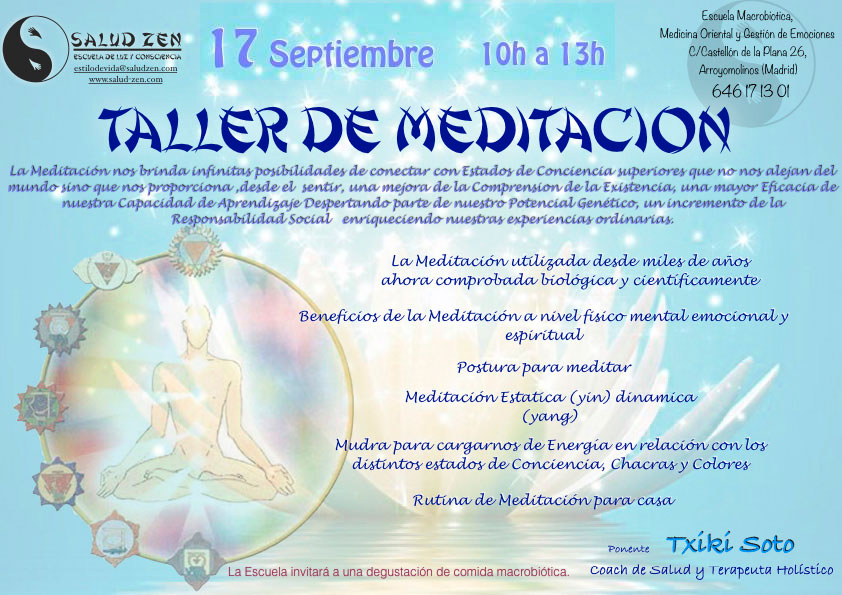 SALUD ZEN
ESCUELA DE LUZ Y CONSCIENCIA
estilodevida@saludzen.com
www.salud-zen.com
17 Septiembre 10h a 13h
Escuela Macrobiotica,
Medicina Oriental y Gestión de Emociones
C/Castellón de la Plana 26,
Arroyomolinos (Madrid)
646 17 13 01
TALLER DE MEDITACION
La Meditación nos brinda infinitas posibilidades de conectar con Estados de Conciencia superiores que no nos alejan del
mundo sino que nos proporciona ,desde el sentir, una mejora de la Comprension de la Existencia, una mayor Eficacia de
nuestra Capacidad de Aprendizaje Despertando parte de nuestro Potencial Genético, un incremento de la
Responsabilidad Social enriqueciendo nuestras experiencias ordinarias.
La Meditación utilizada desde miles de años
ahora comprobada biológica y científicamente
Beneficios de la Meditación a nivel fisico mental emocional y
espiritual
Postura para meditar
Meditación Estatica (yin) dinamica
(yang)
Mudra para cargarnos de Energía en relación con los
distintos estados de Conciencia, Chacras y Colores
Rutina de Meditación para casa
Ponente Txiki Soto
Coach de Salud y Terapeuta Holístico
La Escuela invitará a una degustación de comida macrobiótica.